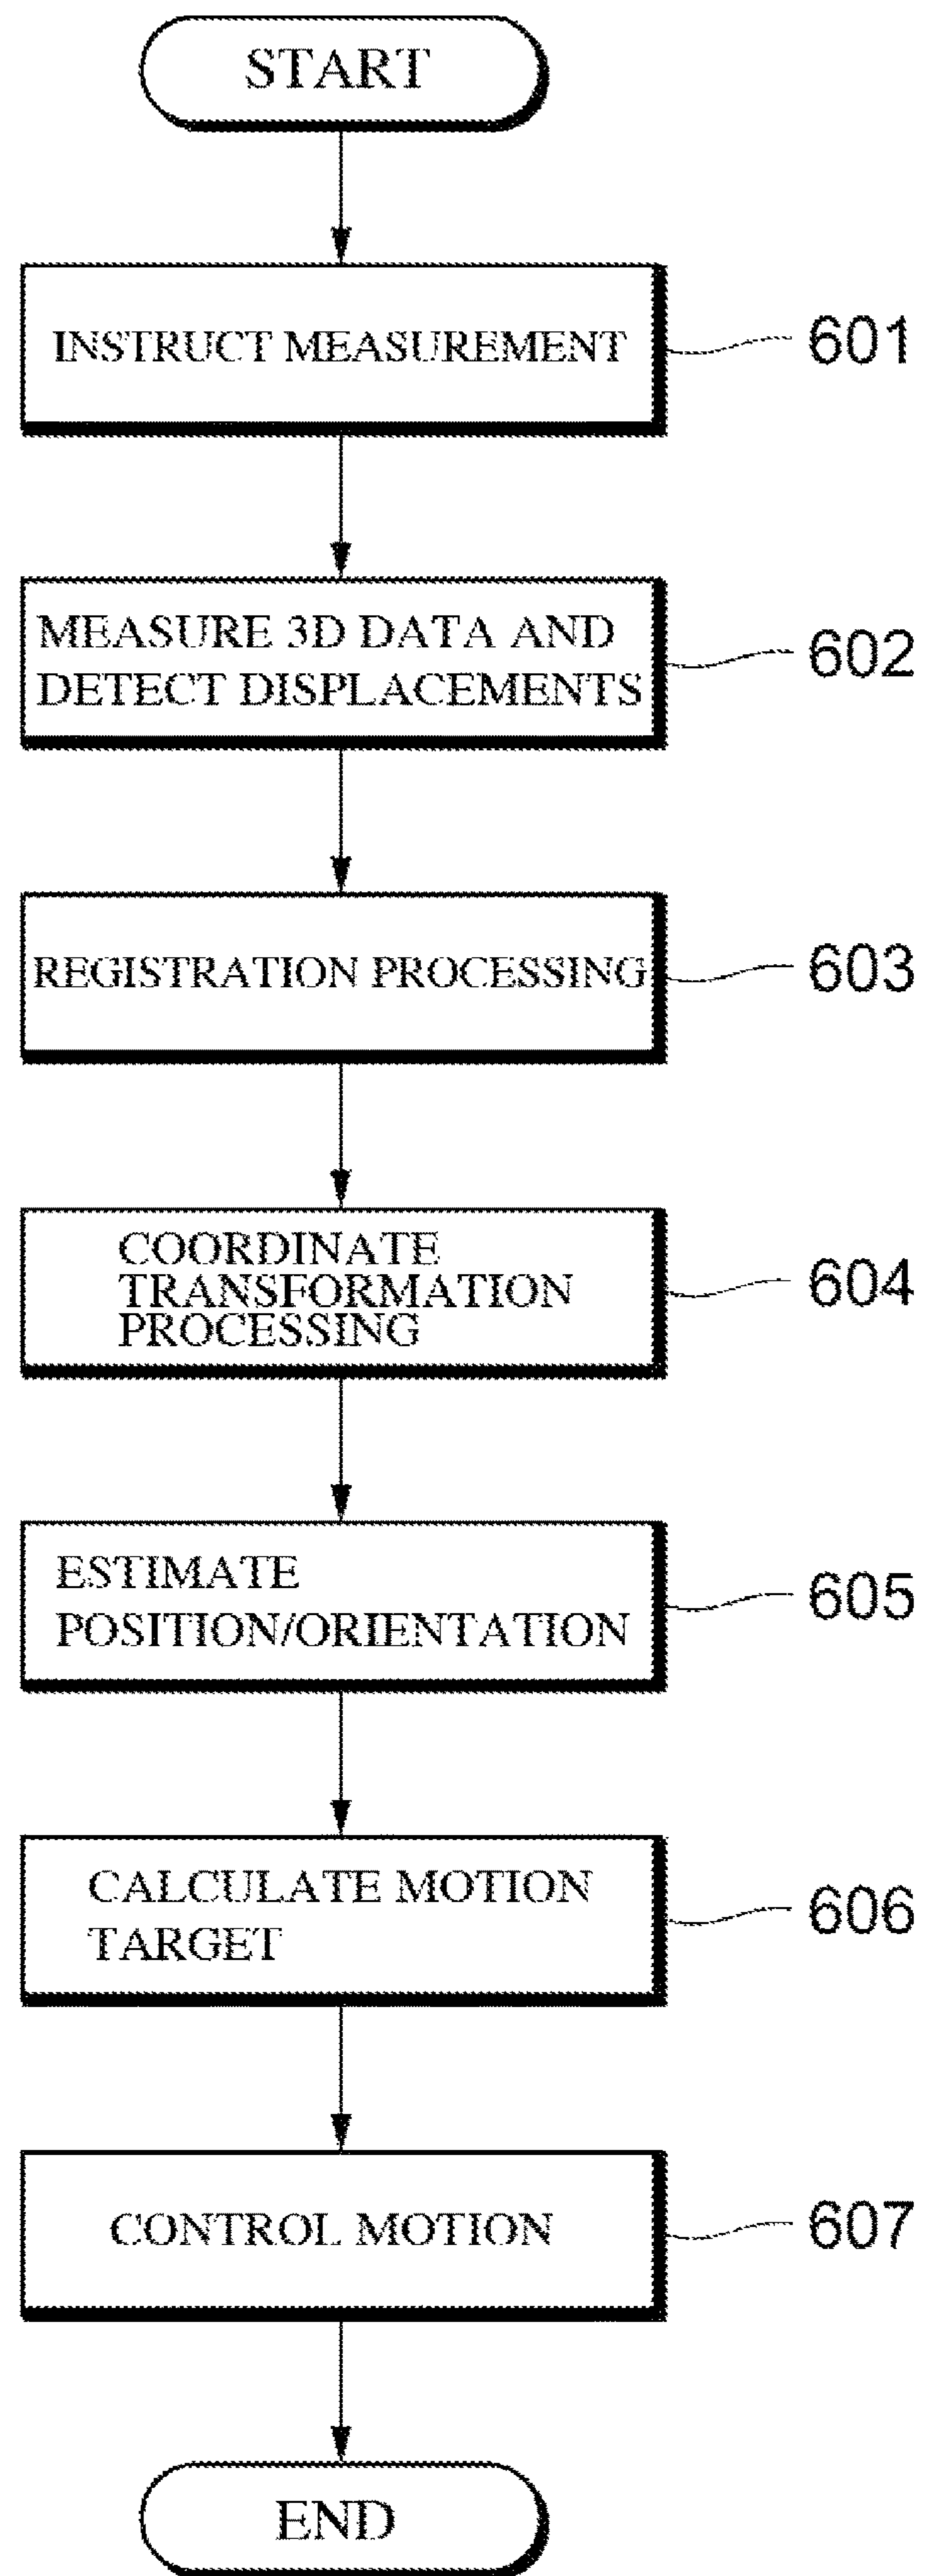 START
INSTRUCT MEASUREMENT
601
MEASURE 3D DATA AND
DETECT DISPLACEMENTS
602
REGISTRATION PROCESSING
603
COORDINATE
TRANSFORMATION
PROCESSING
604
ESTIMATE
POSITION/ORIENTATION
605
CALCULATE MOTION
TARGET
606
CONTROL MOTION
607
END